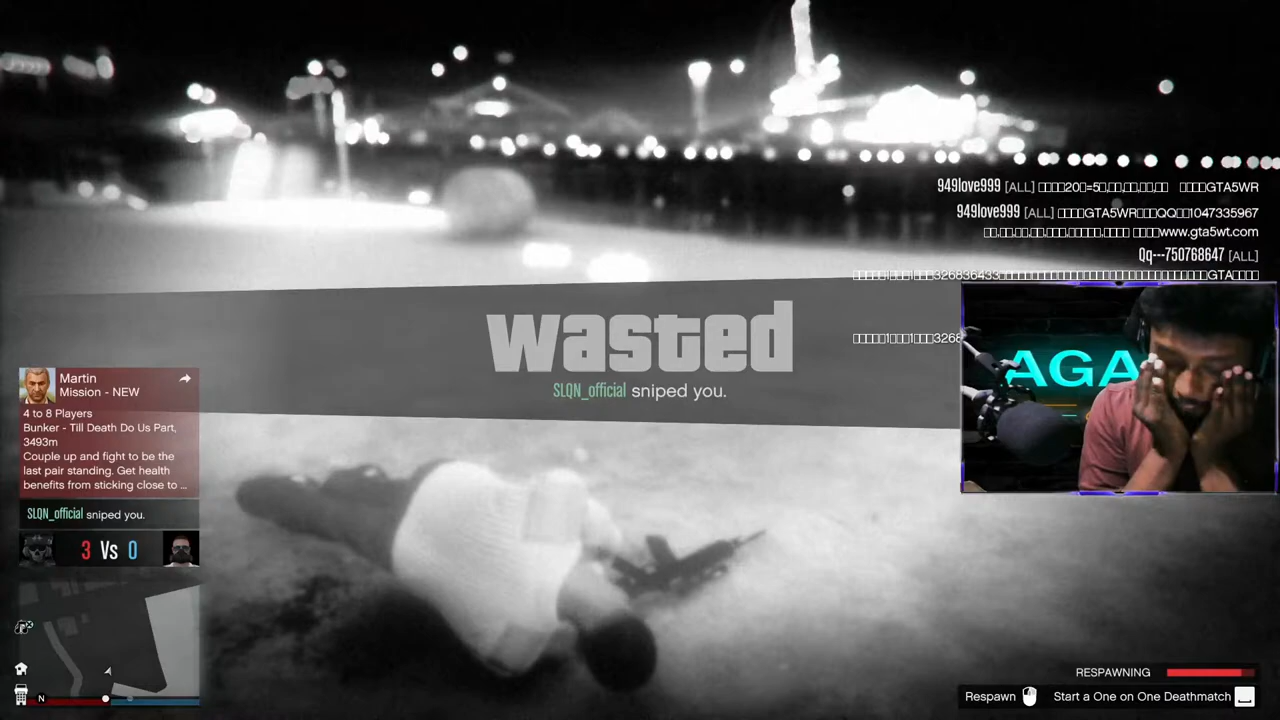 949love999 [ALL] □□□□20□=5□,□□,□□,□□,□□ □□□□GTA5WR
949love999 [ALL] □□□□GTA5WR□□□QQ□□1047335967
□□,□□,□□,□□,□□□□□,□□,□□□□ □□□□www.gta5wt.com
Qq---750768647 [ALL]
wasted
SLQN_official sniped you.
AGA
Martin
Mission - NEW
4 to 8 Players
Bunker - Till Death Do Us Part,
3493m
Couple up and fight to be the
last pair standing. Get health
benefits from sticking close to ...
SLQN_official sniped you.
3 Vs 0
N
RESPAWNING
Respawn Start a One on One Deathmatch